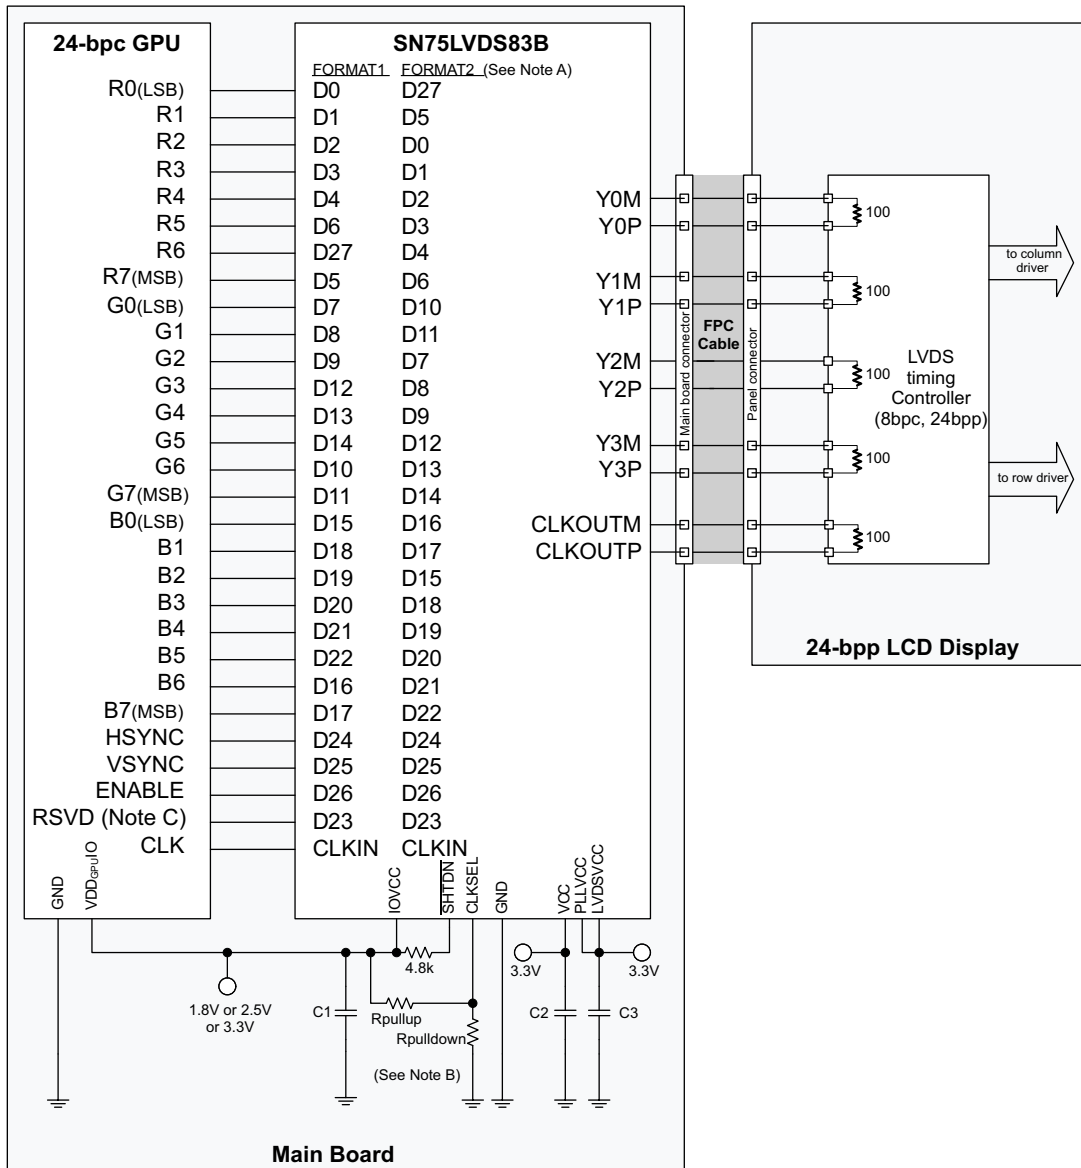 24-bpc GPU
SN75LVDS83B
FORMAT1 FORMAT2 (See Note A)
R0(LSB) D0 D27
R1 D1 D5
R2 D2 D0
R3 D3 D1
R4 D4 D2
R5 D6 D3
R6 D27 D4
R7(MSB) D5 D6
G0(LSB) D7 D10
G1 D8 D11
G2 D9 D7
G3 D12 D8
G4 D13 D9
G5 D14 D12
G6 D10 D13
G7(MSB) D11 D14
B0(LSB) D15 D16
B1 D18 D17
B2 D19 D15
B3 D20 D18
B4 D21 D19
B5 D22 D20
B6 D16 D21
B7(MSB) D17 D22
HSYNC D24 D24
VSYNC D25 D25
ENABLE D26 D26
RSVD (Note C) D23 D23
CLK CLKIN CLKIN
Y0M
Y0P
Y1M
Y1P
Y2M
Y2P
Y3M
Y3P
CLKOUTM
CLKOUTP
Main board connector
FPC
Cable
Panel connector
100
100
100
100
100
LVDS
timing
Controller
(8bpc, 24bpp)
to column
driver
to row driver
24-bpp LCD Display
GND
VDDGPUIO
IOVCC
SHTDN
CLKSEL
GND
VCC
PLLVCC
LVDSVCC
4.8k
3.3V
3.3V
1.8V or 2.5V
or 3.3V
C1
Rpullup
Rpulldown
C2
C3
(See Note B)
Main Board